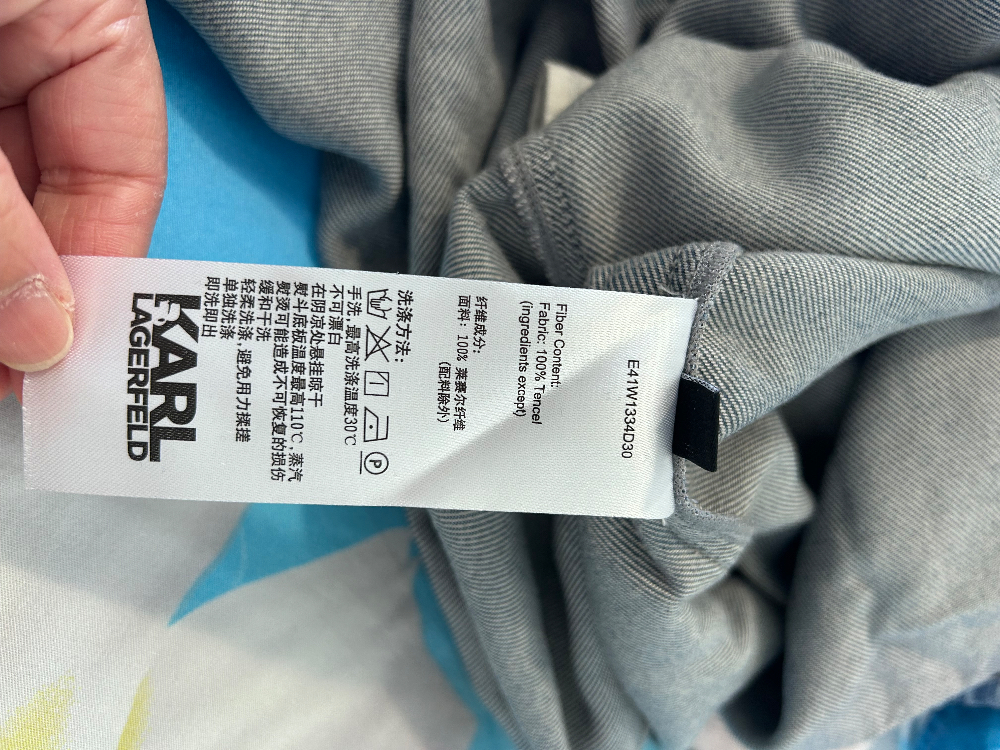 E41W1334D30
Fiber Content:
Fabric: 100% Tencel
(ingredients except)
纤维成分:
面料: 100% 莱赛尔纤维
(配料除外)
洗涤方法:
P
手洗,最高洗涤温度30℃
不可漂白
在阴凉处悬挂晾干
熨斗底板温度最高110℃,蒸汽
熨烫可能造成不可恢复的损伤
缓和干洗
轻柔洗涤,避免用力揉搓
单独洗涤
即洗即出
KARL
LAGERFELD